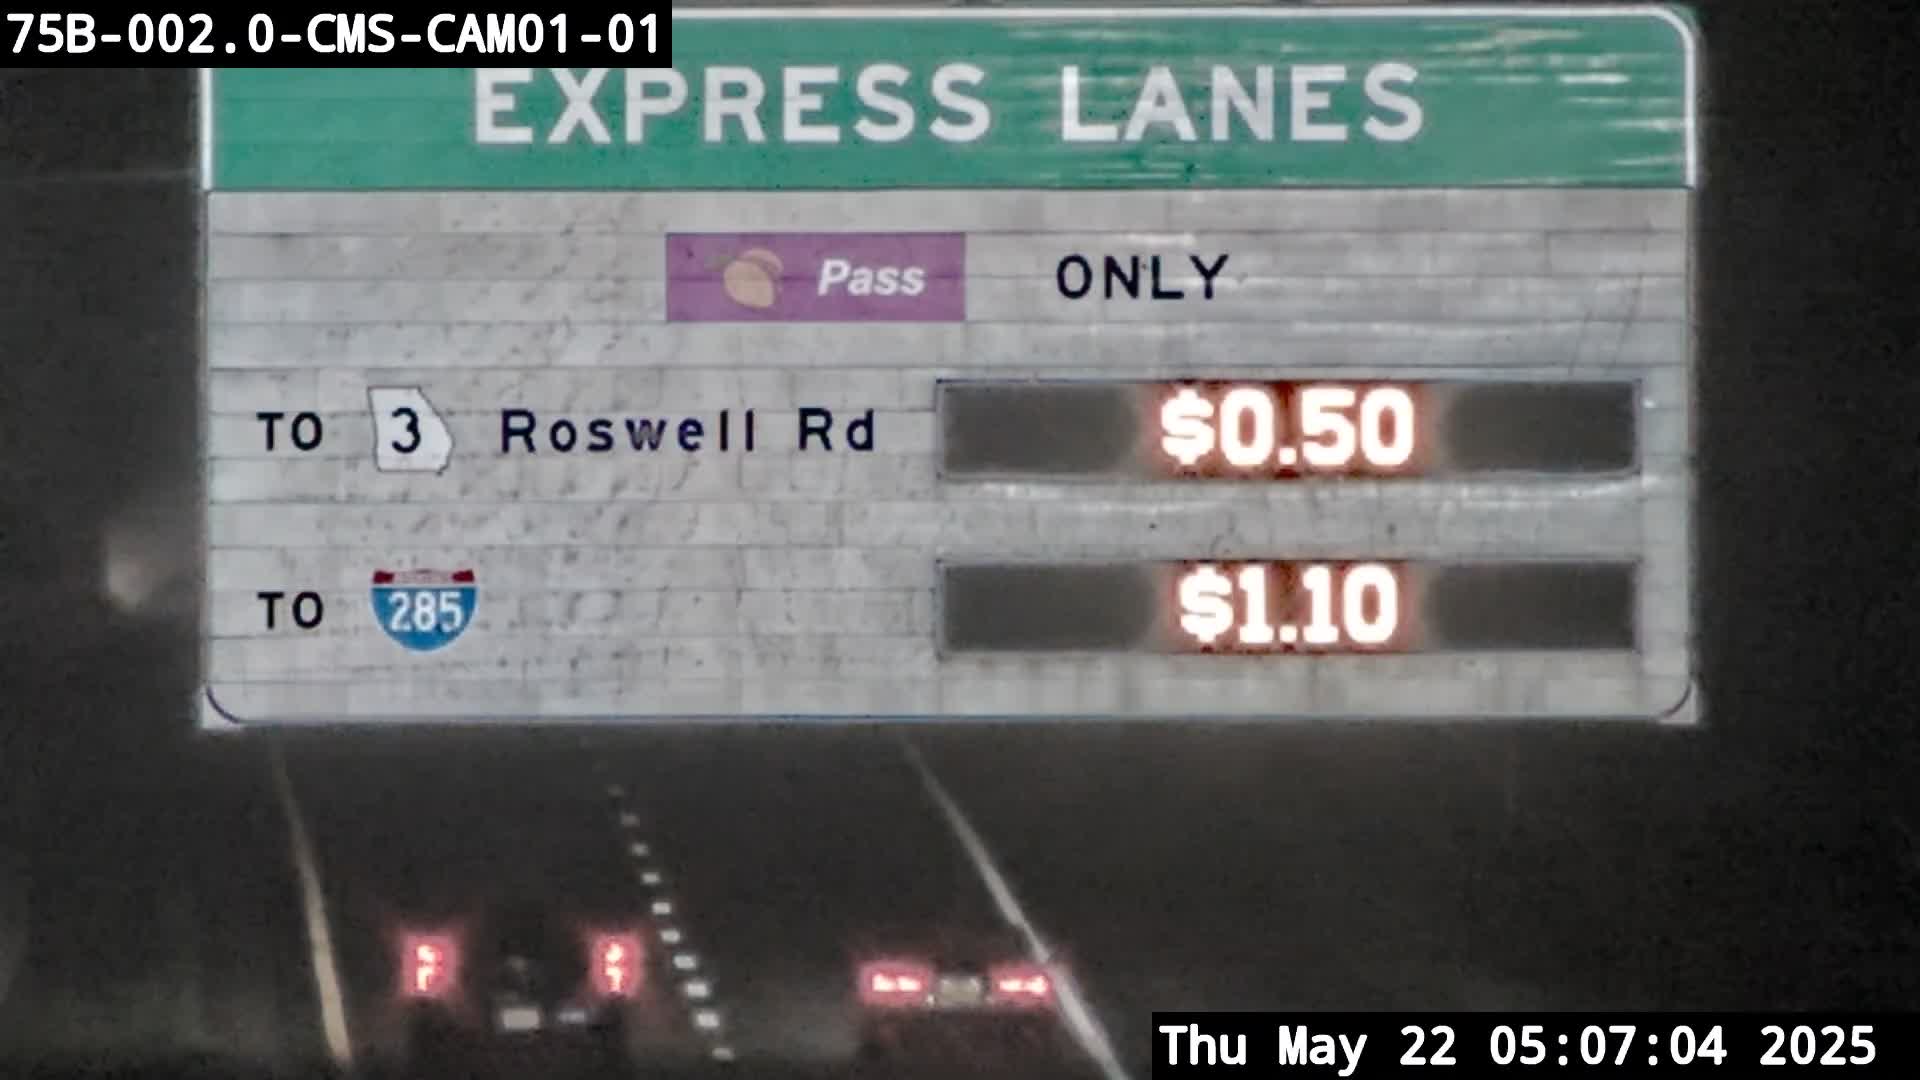 75B-002.0-CMS-CAM01-01
EXPRESS LANES
Pass ONLY
TO 3 Roswell Rd $0.50
TO 285 $1.10
Thu May 22 05:07:04 2025